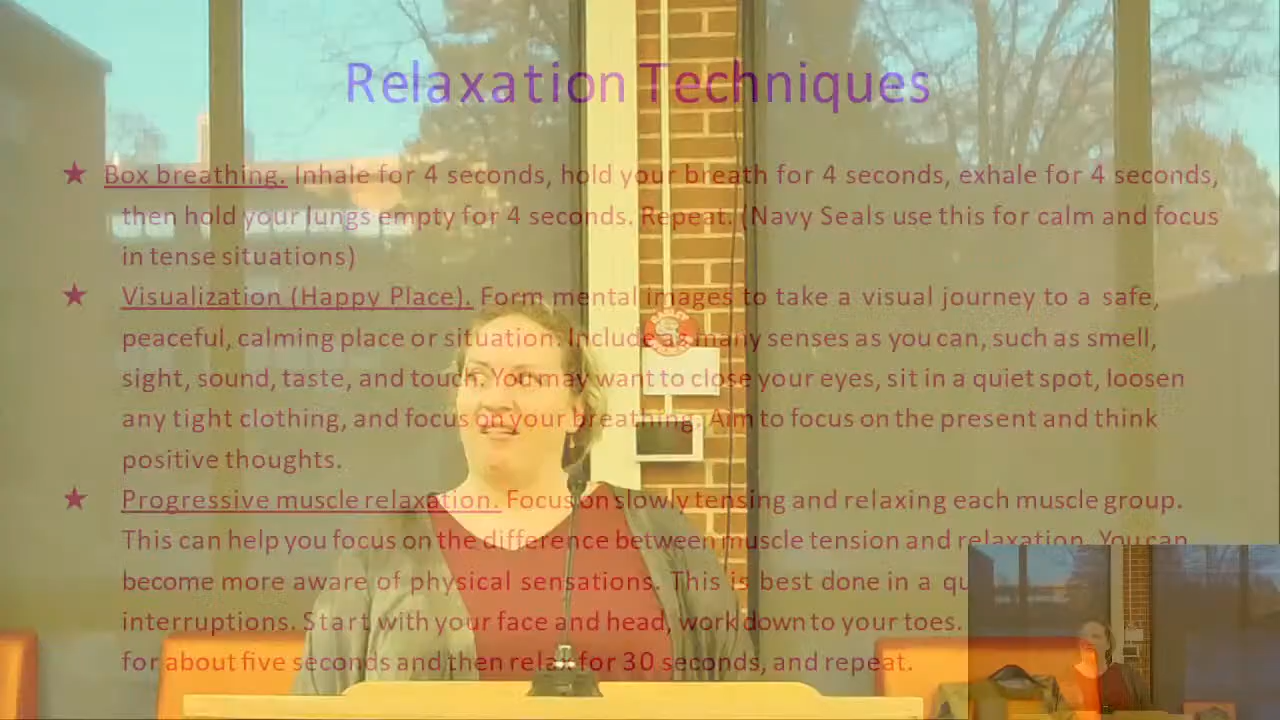 Relaxation Techniques
★ Box breathing. Inhale for 4 seconds, hold your breath for 4 seconds, exhale for 4 seconds,
then hold your lungs empty for 4 seconds. Repeat. (Navy Seals use this for calm and focus
in tense situations)
★ Visualization (Happy Place). Form mental images to take a visual journey to a safe,
peaceful, calming place or situation. Include as many senses as you can, such as smell,
sight, sound, taste, and touch. You may want to close your eyes, sit in a quiet spot, loosen
any tight clothing, and focus on your breathing. Aim to focus on the present and think
positive thoughts.
★ Progressive muscle relaxation. Focus on slowly tensing and relaxing each muscle group.
This can help you focus on the difference between muscle tension and relaxation. You can
become more aware of physical sensations. This is best done in a qu
interruptions. Start with your face and head, work down to your toes.
for about five seconds and then relax for 30 seconds, and repeat.